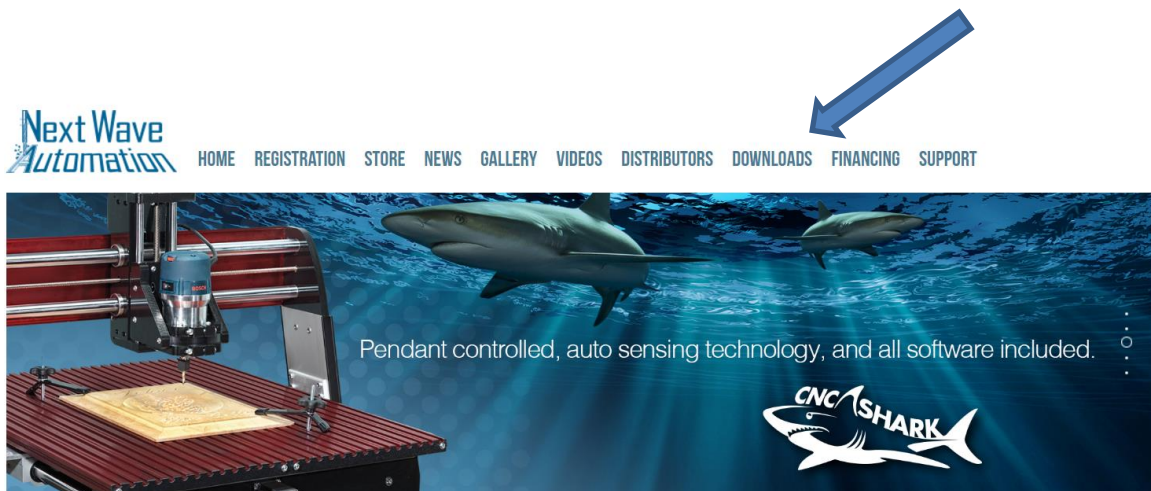 Next Wave
Automation
HOME REGISTRATION STORE NEWS GALLERY VIDEOS DISTRIBUTORS DOWNLOADS FINANCING SUPPORT
BOSCH
Pendant controlled, auto sensing technology, and all software included.
CNC SHARK